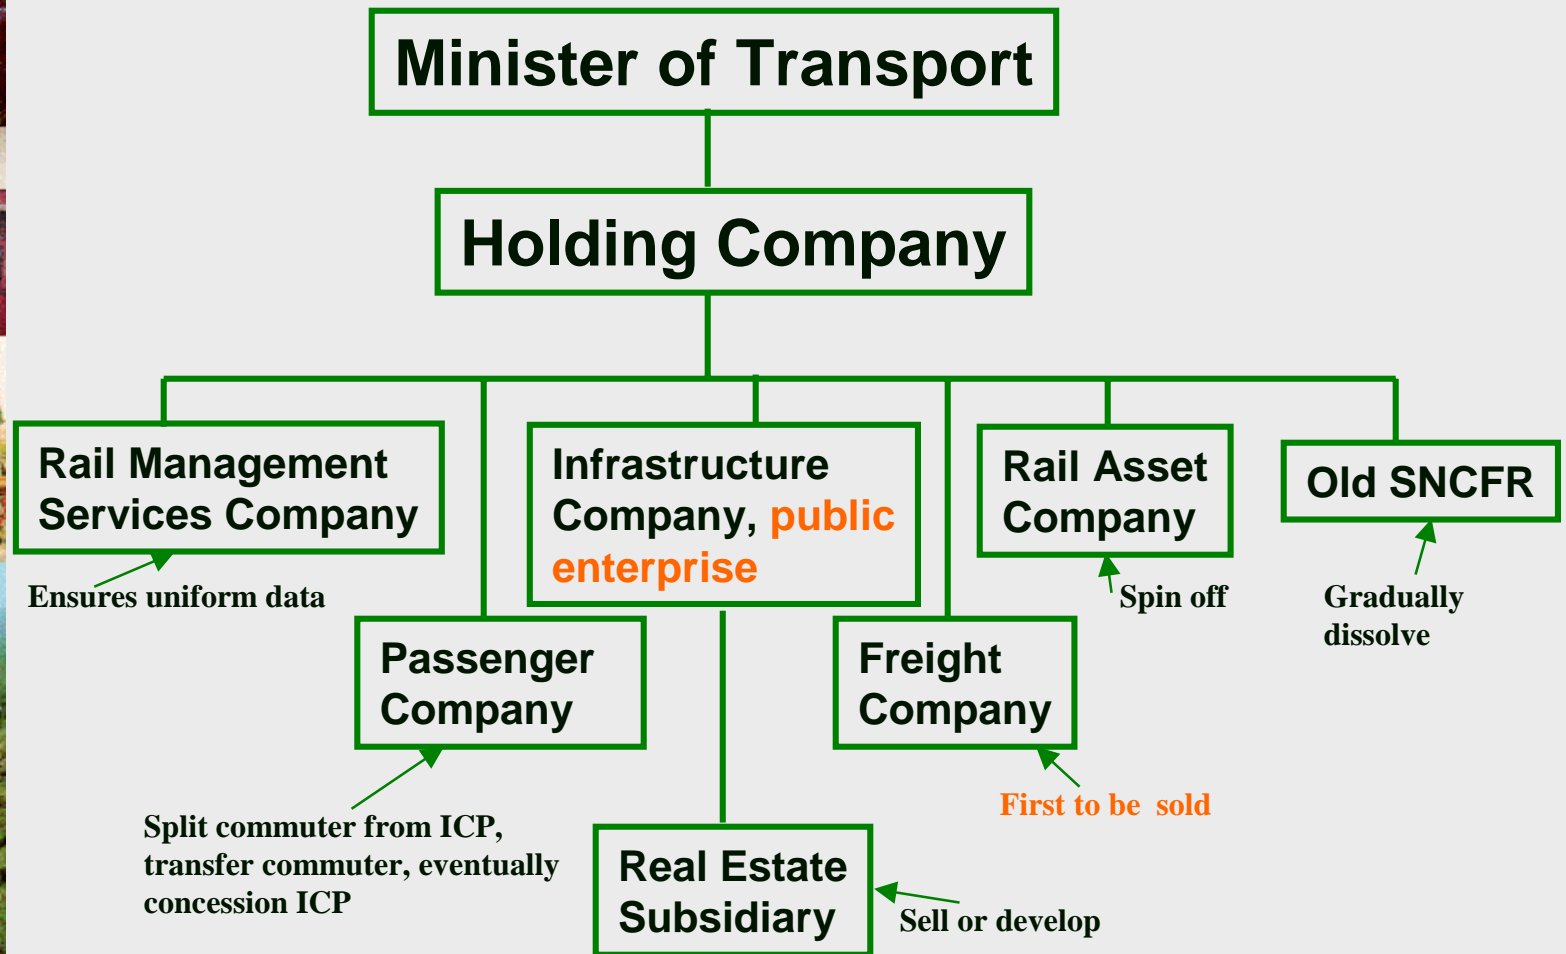 Minister of Transport
Holding Company
Rail Management
Services Company
Ensures uniform data
Passenger
Company
Split commuter from ICP,
transfer commuter, eventually
concession ICP
Infrastructure
Company, public
enterprise
Real Estate
Subsidiary
Sell or develop
Freight
Company
First to be sold
Rail Asset
Company
Spin off
Old SNCFR
Gradually
dissolve